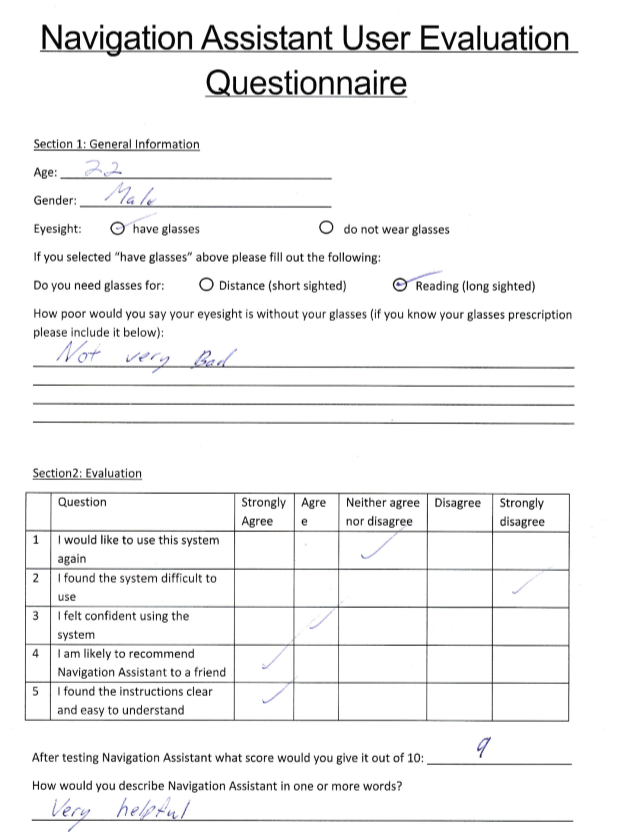 Navigation Assistant User Evaluation
Questionnaire
Section 1: General Information
Age: 22
Gender: Male
Eyesight: have glasses do not wear glasses
If you selected "have glasses" above please fill out the following:
Do you need glasses for: Distance (short sighted) Reading (long sighted)
How poor would you say your eyesight is without your glasses (if you know your glasses prescription
please include it below):
Not very Bad
Section2: Evaluation
Question Strongly Agree Agre e Neither agree nor disagree Disagree Strongly disagree
1 I would like to use this system
again
2 I found the system difficult to
use
3 I felt confident using the
system
4 I am likely to recommend
Navigation Assistant to a friend
5 I found the instructions clear
and easy to understand
After testing Navigation Assistant what score would you give it out of 10: 9
How would you describe Navigation Assistant in one or more words?
Very helpful